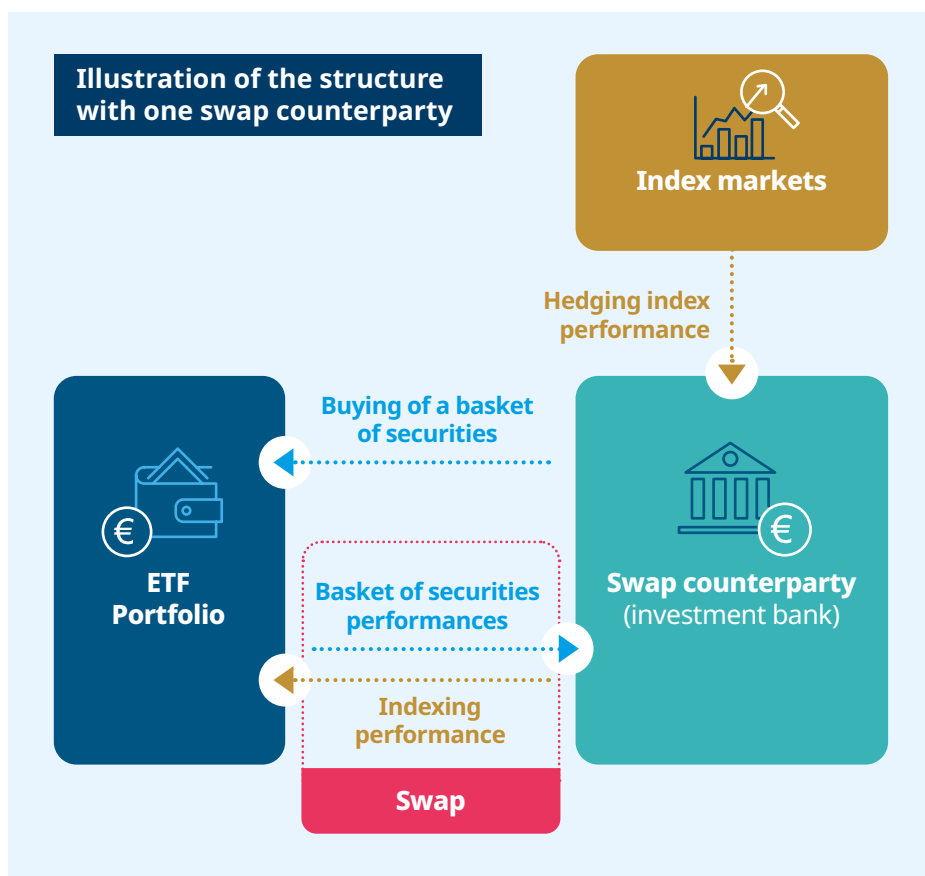 Illustration of the structure
with one swap counterparty
Index markets
Hedging index
performance
Buying of a basket
of securities
€
ETF
Portfolio
€
Swap counterparty
(investment bank)
Basket of securities
performances
Indexing
performance
Swap